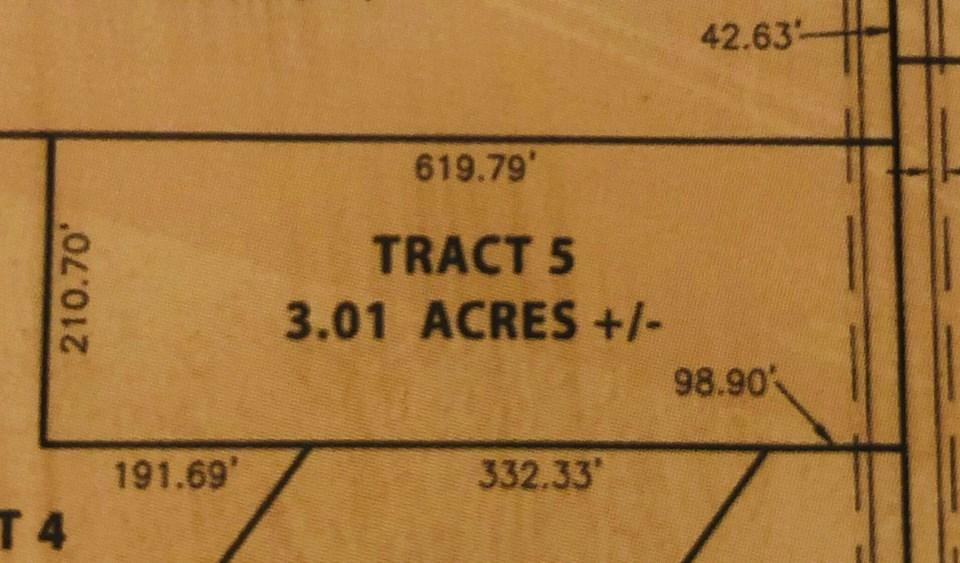 42.63'
619.79'
210.70'
TRACT 5
3.01 ACRES +/-
98.90'
191.69'
332.33'
T 4